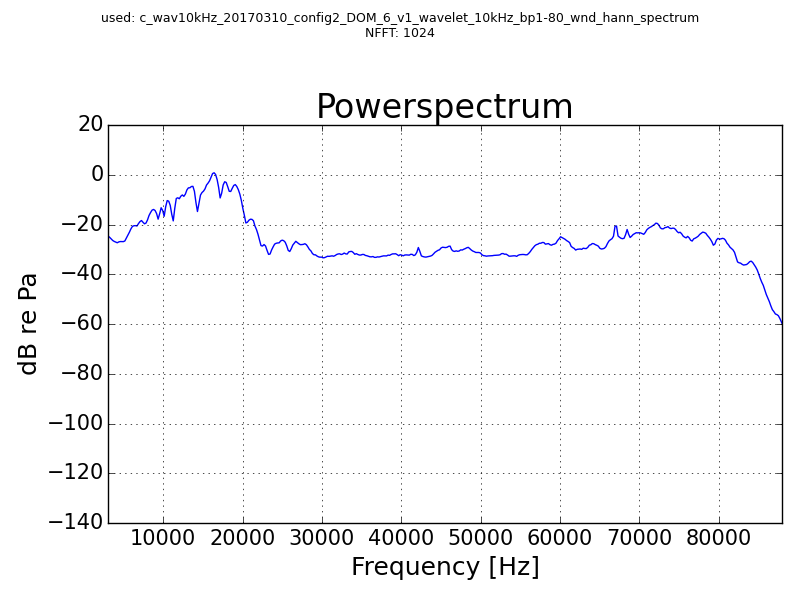 used: c_wav10kHz_20170310_config2_DOM_6_v1_wavelet_10kHz_bp1-80_wnd_hann_spectrum
NFFT: 1024
Powerspectrum
20
0
−20
−40
−60
−80
−100
−120
−140
dB re Pa
10000 20000 30000 40000 50000 60000 70000 80000
Frequency [Hz]